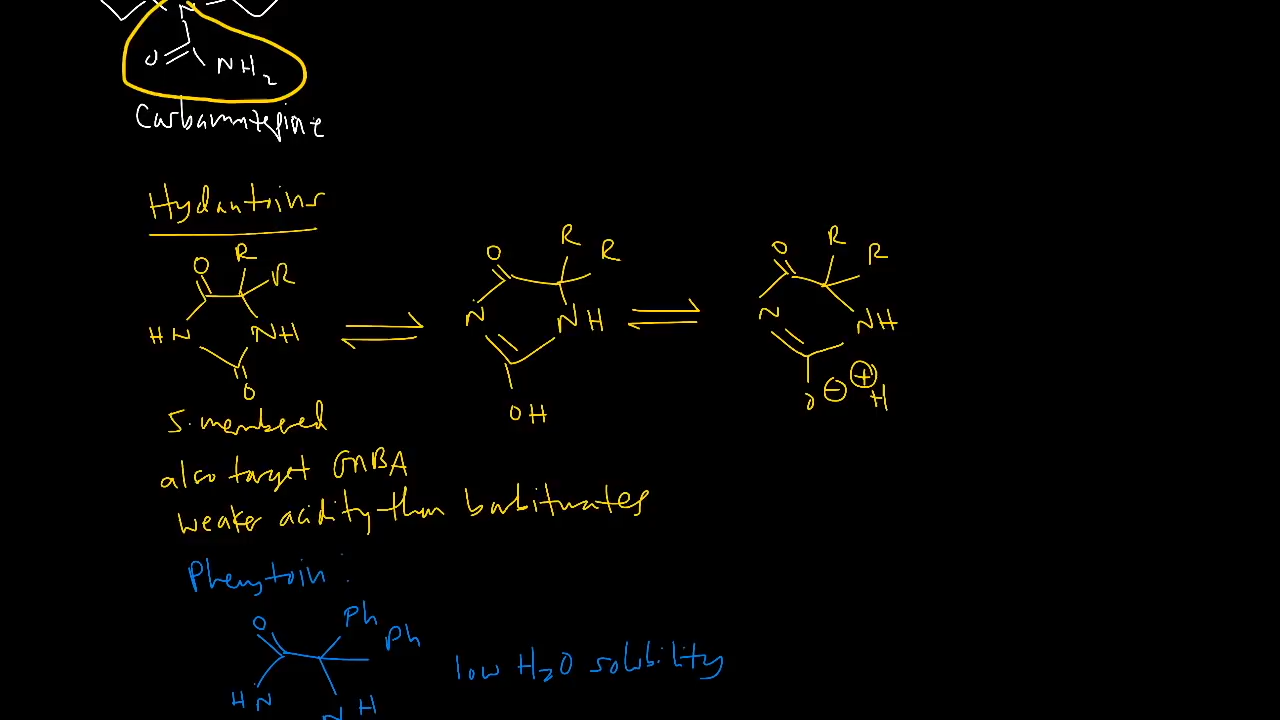 N
O NH2
Carbamazepine
Hydantoins
O R R HN NH O
O R R N NH OH
O R R N NH O ⊖ ⊕ H
5-membered
also target GABA
weaker acidity than barbiturates
Phenytoin:
O Ph Ph HN NH
low H2O solubility